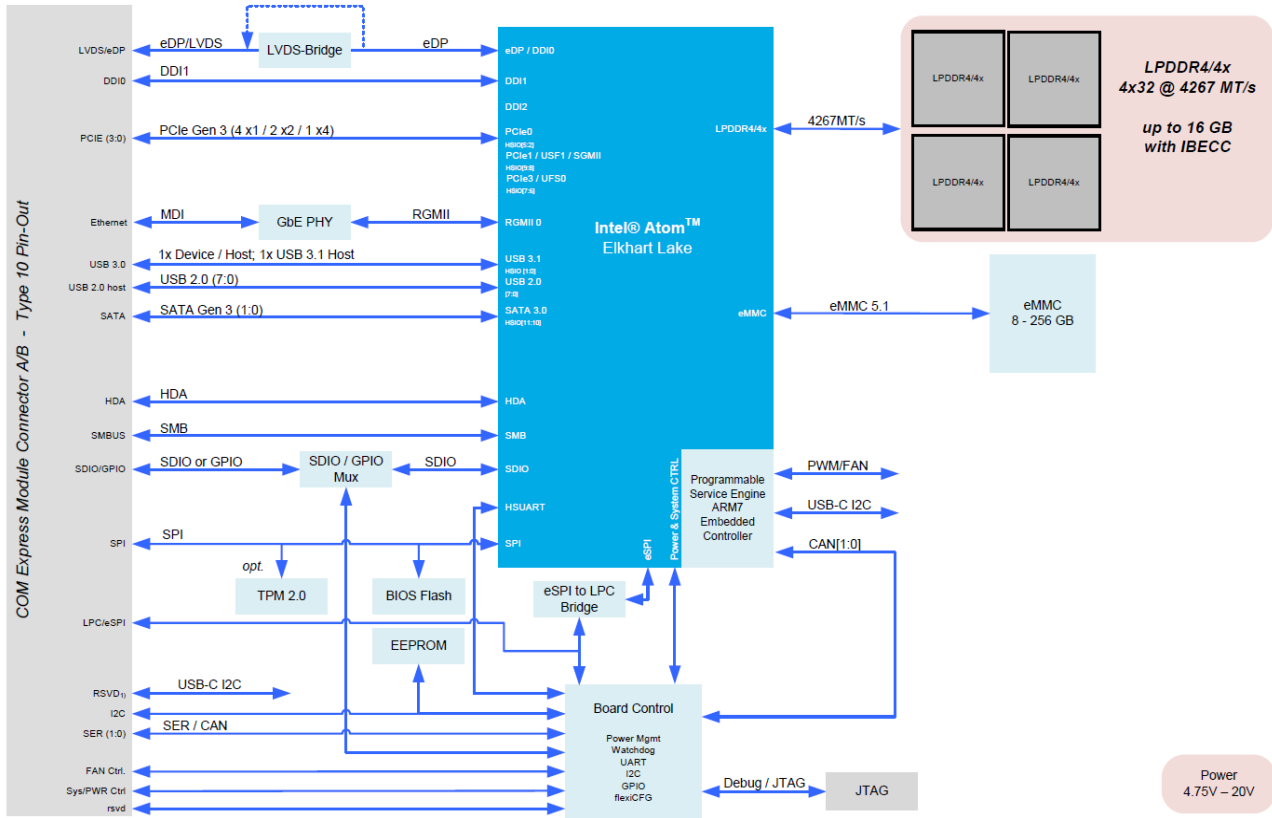 COM Express Module Connector A/B - Type 10 Pin-Out
LVDS/eDP
eDP/LVDS
LVDS-Bridge
eDP
eDP / DDI0
DDI0
DDI1
DDI1
DDI2
PCIE (3:0)
PCIe Gen 3 (4 x1 / 2 x2 / 1 x4)
PCIe0
HSIO[5:2]
PCIe1 / USF1 / SGMII
HSIO[9:8]
PCIe3 / UFS0
HSIO[7:6]
Ethernet
MDI
GbE PHY
RGMII
RGMII 0
Intel® Atom™
Elkhart Lake
USB 3.0
1x Device / Host; 1x USB 3.1 Host
USB 3.1
HSIO [1:0]
USB 2.0 host
USB 2.0 (7:0)
USB 2.0
[7:0]
SATA
SATA Gen 3 (1:0)
SATA 3.0
HSIO[11:10]
LPDDR4/4x
4267MT/s
LPDDR4/4x
LPDDR4/4x
LPDDR4/4x
LPDDR4/4x
LPDDR4/4x
4x32 @ 4267 MT/s
up to 16 GB
with IBECC
eMMC
eMMC 5.1
eMMC
8 - 256 GB
HDA
HDA
HDA
SMBUS
SMB
SMB
SDIO/GPIO
SDIO or GPIO
SDIO / GPIO
Mux
SDIO
SDIO
HSUART
SPI
SPI
SPI
opt.
TPM 2.0
BIOS Flash
eSPI
Power & System CTRL
Programmable
Service Engine
ARM7
Embedded
Controller
PWM/FAN
USB-C I2C
CAN[1:0]
eSPI to LPC
Bridge
LPC/eSPI
EEPROM
RSVD1)
USB-C I2C
I2C
SER (1:0)
SER / CAN
FAN Ctrl.
Sys/PWR Ctrl
rsvd
Board Control
Power Mgmt
Watchdog
UART
I2C
GPIO
flexiCFG
Debug / JTAG
JTAG
Power
4.75V – 20V